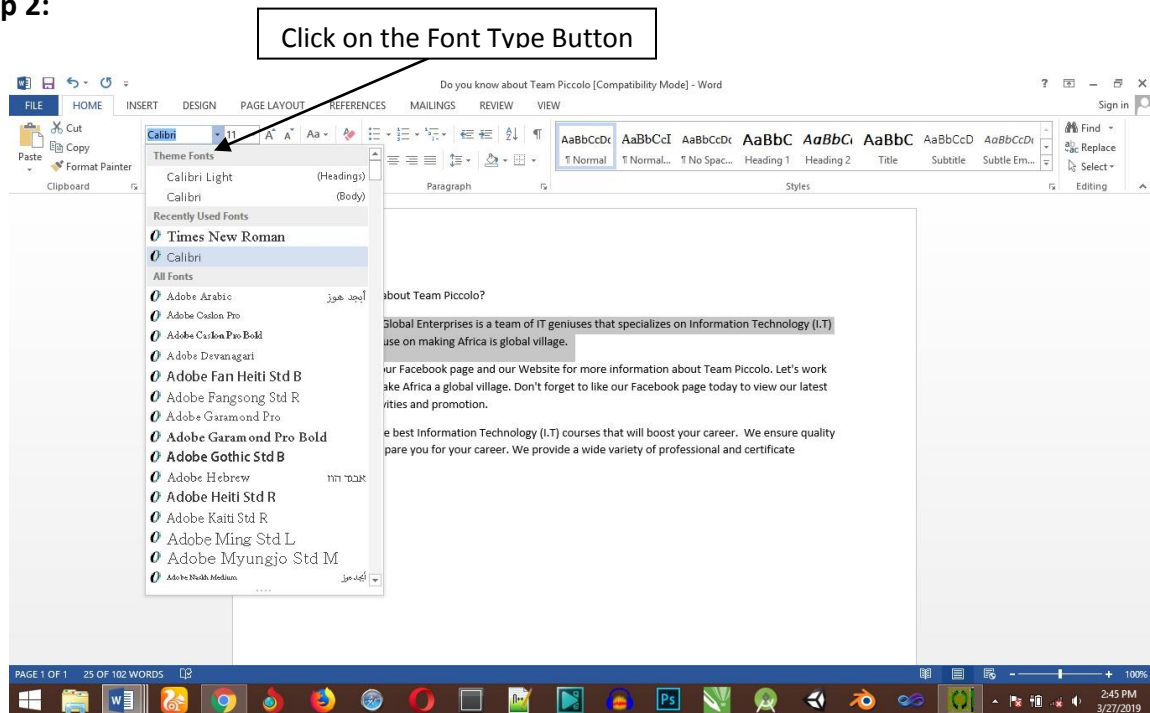 p 2:
Click on the Font Type Button
Do you know about Team Piccolo [Compatibility Mode] - Word
FILE HOME INSERT DESIGN PAGE LAYOUT REFERENCES MAILINGS REVIEW VIEW Sign in
Cut
Copy
Format Painter
Paste
Clipboard
Calibri 11
Aa
Paragraph
AaBbCcDc AaBbCcI AaBbCcDc AaBbC AaBbCc AaBbC AaBbCcD AaBbCcDc
¶ Normal ¶ Normal... ¶ No Spac... Heading 1 Heading 2 Title Subtitle Subtle Em...
Styles
Find
Replace
Select
Editing
Theme Fonts
Calibri Light (Headings)
Calibri (Body)
Recently Used Fonts
Times New Roman
Calibri
All Fonts
Adobe Arabic أبجد هوز
Adobe Caslon Pro
Adobe Caslon Pro Bold
Adobe Devanagari
Adobe Fan Heiti Std B
Adobe Fangsong Std R
Adobe Garamond Pro
Adobe Garamond Pro Bold
Adobe Gothic Std B
Adobe Hebrew אבגד הוז
Adobe Heiti Std R
Adobe Kaiti Std R
Adobe Ming Std L
Adobe Myungjo Std M
Adobe Naskh Medium أبجد هوز
about Team Piccolo?
Global Enterprises is a team of IT geniuses that specializes on Information Technology (I.T)
use on making Africa is global village.
ur Facebook page and our Website for more information about Team Piccolo. Let's work
ake Africa a global village. Don't forget to like our Facebook page today to view our latest
vities and promotion.
e best Information Technology (I.T) courses that will boost your career. We ensure quality
pare you for your career. We provide a wide variety of professional and certificate
PAGE 1 OF 1 25 OF 102 WORDS 100%
2:45 PM
3/27/2019